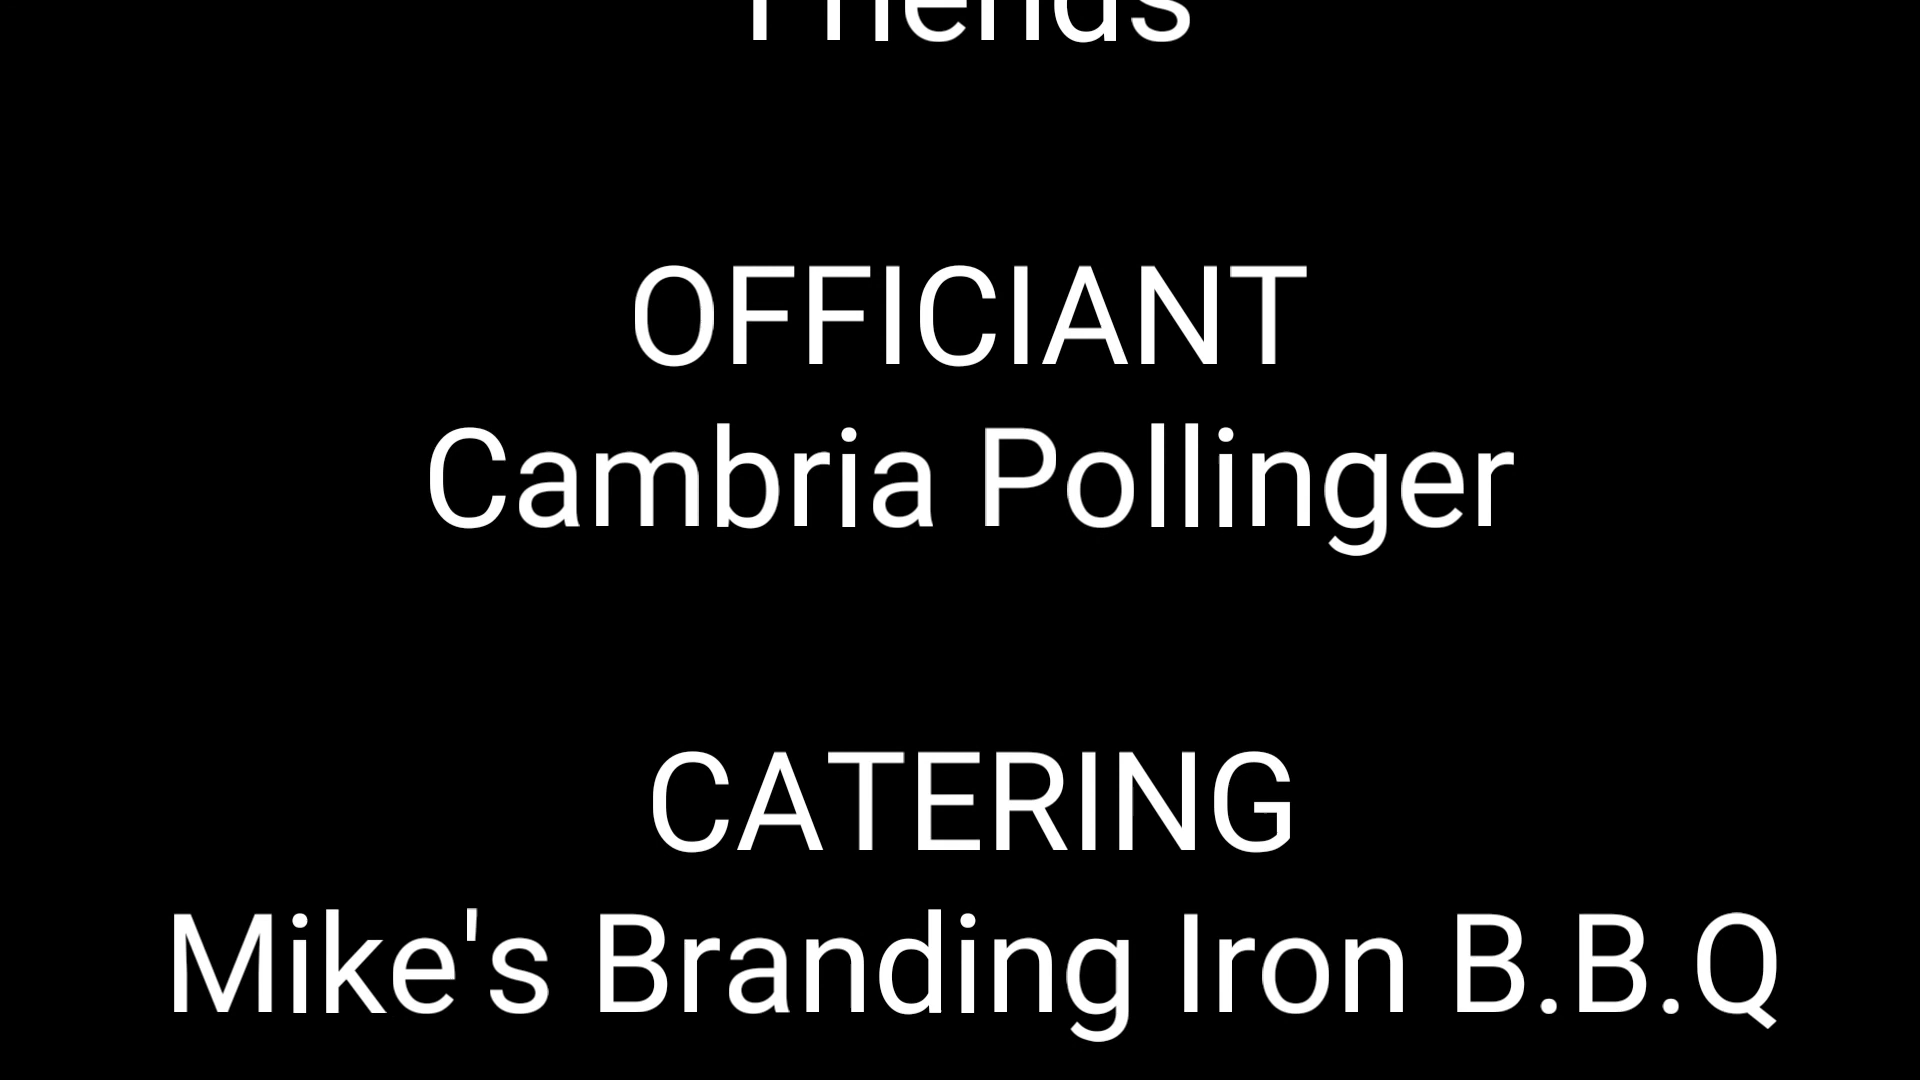 Friends
OFFICIANT
Cambria Pollinger
CATERING
Mike's Branding Iron B.B.Q